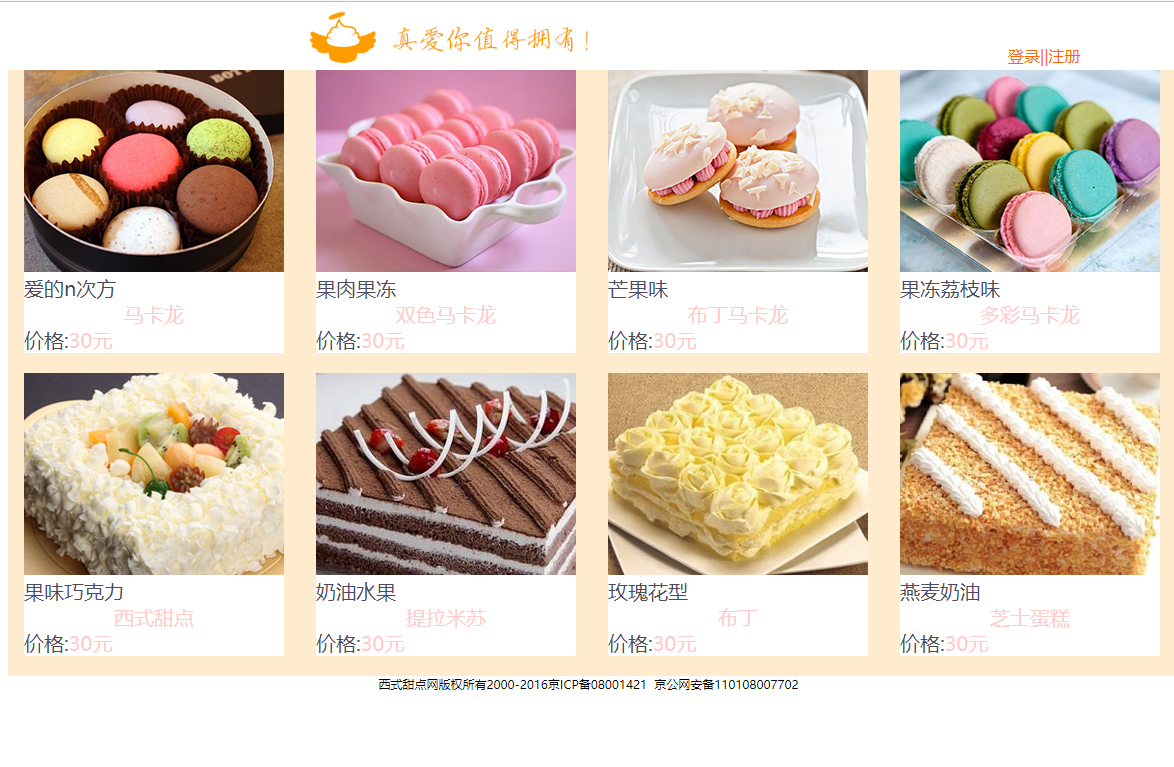 真爱你值得拥有!
登录||注册
BOTT
爱的n次方
马卡龙
价格:30元
果肉果冻
双色马卡龙
价格:30元
芒果味
布丁马卡龙
价格:30元
果冻荔枝味
多彩马卡龙
价格:30元
果味巧克力
西式甜点
价格:30元
奶油水果
提拉米苏
价格:30元
玫瑰花型
布丁
价格:30元
燕麦奶油
芝士蛋糕
价格:30元
西式甜点网版权所有2000-2016京ICP备08001421 京公网安备110108007702